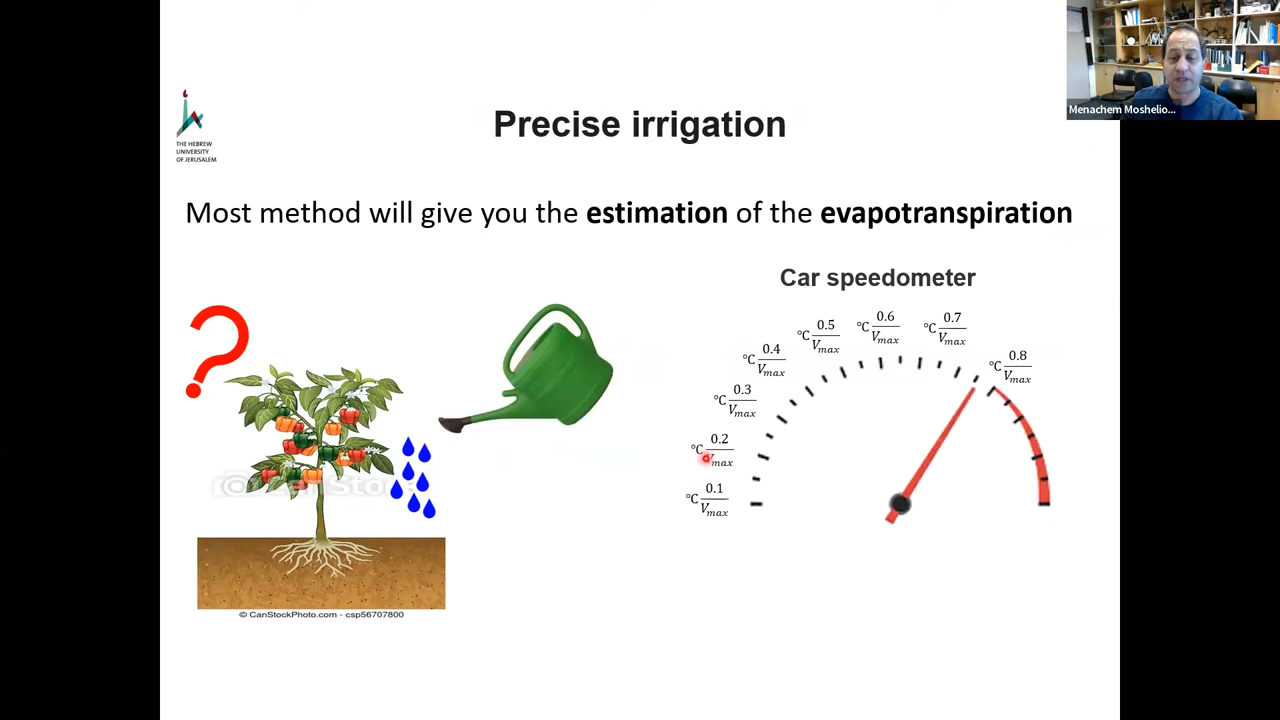 Menachem Moshelio...
Precise irrigation
THE HEBREW
UNIVERSITY
OF JERUSALEM
Most method will give you the estimation of the evapotranspiration
Car speedometer
°C 0.1/Vmax
°C 0.2/Vmax
°C 0.3/Vmax
°C 0.4/Vmax
°C 0.5/Vmax
°C 0.6/Vmax
°C 0.7/Vmax
°C 0.8/Vmax
?
© CanStockPhoto.com - csp56707800